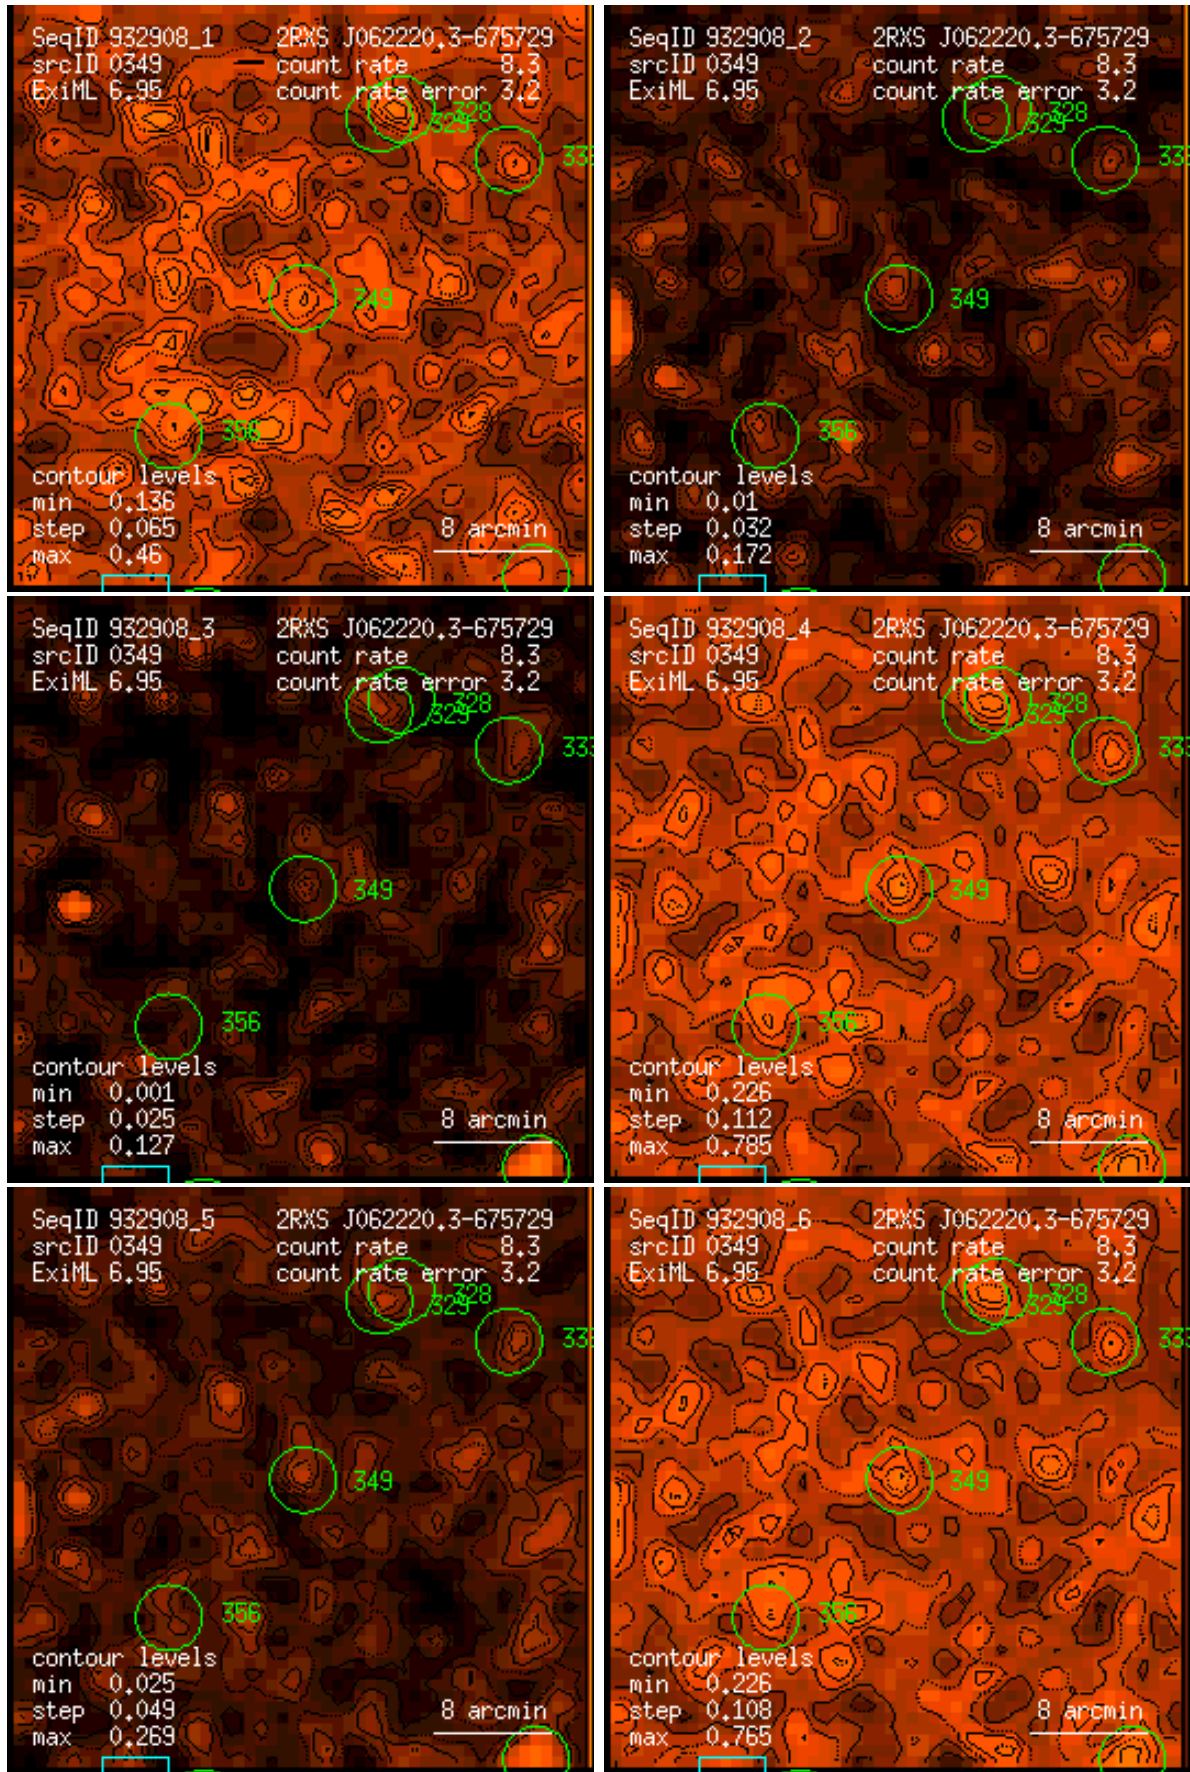 SeqID 932908_1 2RXS J062220.3-675729
srcID 0349 count rate 8.3
ExiML 6.95 count rate error 3.2
328
329
333
349
356
contour levels
min 0.136
step 0.065
max 0.46
8 arcmin
SeqID 932908_2 2RXS J062220.3-675729
srcID 0349 count rate 8.3
ExiML 6.95 count rate error 3.2
328
329
349
356
contour levels
min 0.01
step 0.032
max 0.172
8 arcmin
SeqID 932908_3 2RXS J062220.3-675729
srcID 0349 count rate 8.3
ExiML 6.95 count rate error 3.2
328
329
333
349
356
contour levels
min 0.001
step 0.025
max 0.127
8 arcmin
SeqID 932908_4 2RXS J062220.3-675729
srcID 0349 count rate 8.3
ExiML 6.95 count rate error 3.2
328
329
349
356
contour levels
min 0.226
step 0.112
max 0.785
8 arcmin
SeqID 932908_5 2RXS J062220.3-675729
srcID 0349 count rate 8.3
ExiML 6.95 count rate error 3.2
328
329
333
349
356
contour levels
min 0.025
step 0.049
max 0.269
8 arcmin
SeqID 932908_6 2RXS J062220.3-675729
srcID 0349 count rate 8.3
ExiML 6.95 count rate error 3.2
328
329
349
356
contour levels
min 0.226
step 0.108
max 0.765
8 arcmin